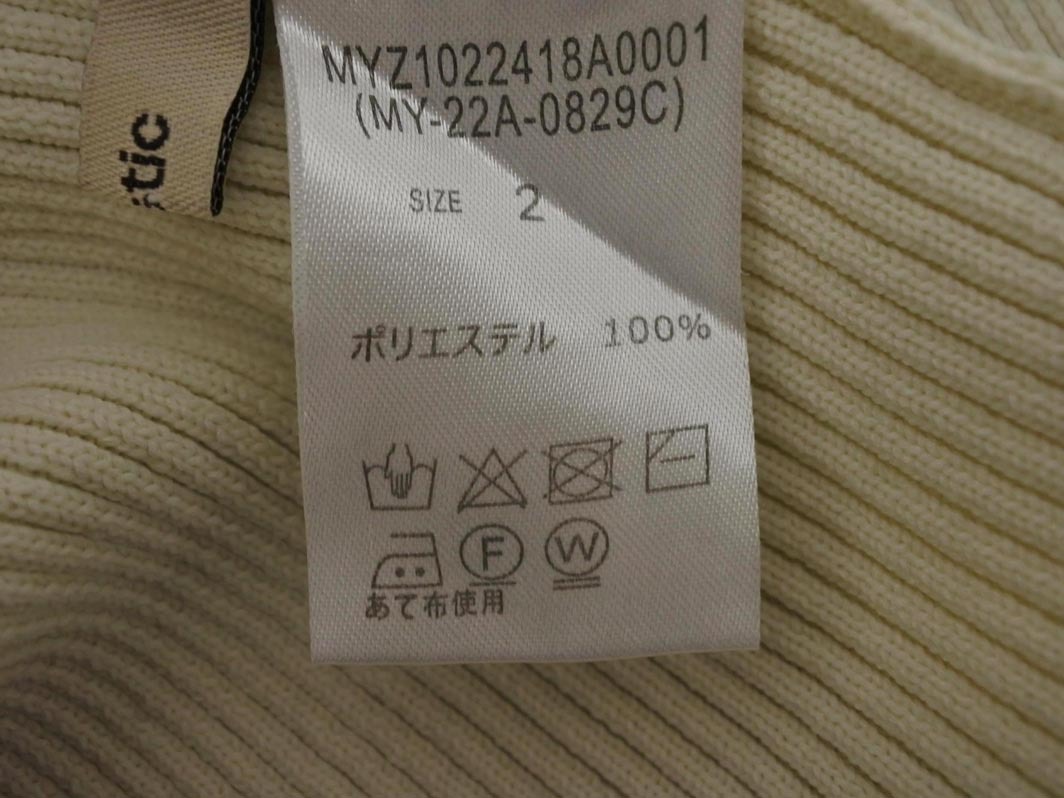 MYZ1022418A0001
(MY-22A-0829C)
SIZE 2
ポリエステル 100%
F W
あて布使用
tic